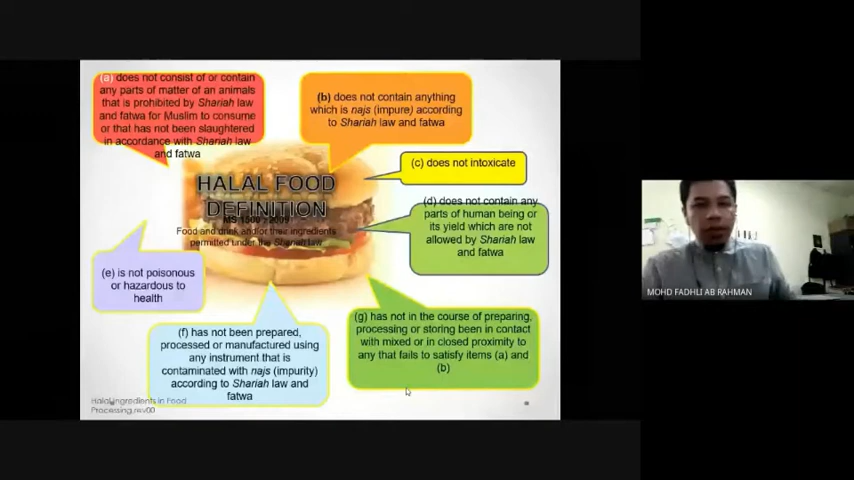 (a) does not consist of or contain
any parts of matter of an animals
that is prohibited by Shariah law
and fatwa for Muslim to consume
or that has not been slaughtered
in accordance with Shariah law
and fatwa
(b) does not contain anything
which is najs (impure) according
to Shariah law and fatwa
(c) does not intoxicate
HALAL FOOD
DEFINITION
MS 1500 : 2009
Food and drink and/or their ingredients
permitted under the Shariah law
(d) does not contain any
parts of human being or
its yield which are not
allowed by Shariah law
and fatwa
(e) is not poisonous
or hazardous to
health
(f) has not been prepared,
processed or manufactured using
any instrument that is
contaminated with najs (impurity)
according to Shariah law and
fatwa
(g) has not in the course of preparing,
processing or storing been in contact
with mixed or in closed proximity to
any that fails to satisfy items (a) and
(b)
Halal Ingredients in Food
Processing.rev00
MOHD FADHLI AB RAHMAN